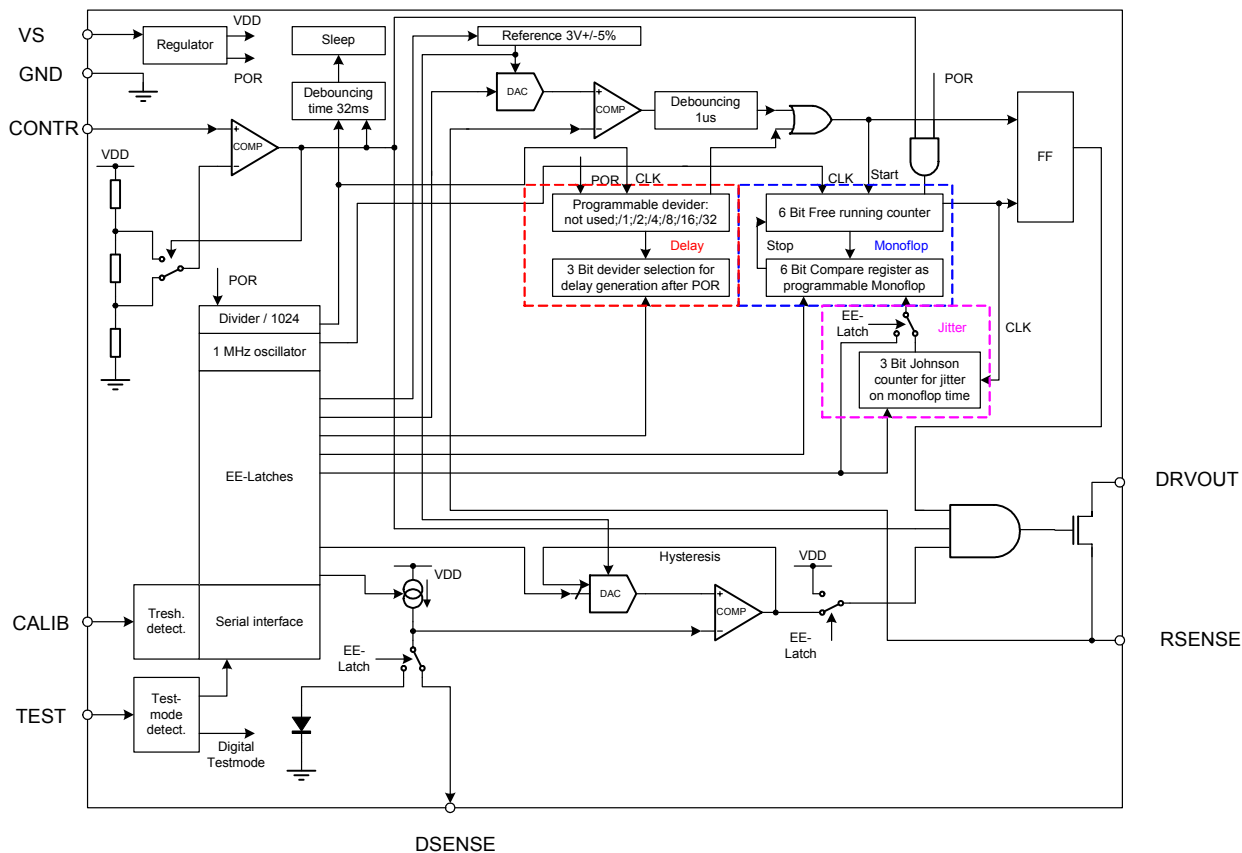 VS
VDD
Regulator
POR
GND
Sleep
Debouncing
time 32ms
Reference 3V+/-5%
DAC
COMP
Debouncing
1us
POR
FF
CONTR
COMP
VDD
POR
CLK
Programmable devider:
not used;/1;/2;/4;/8;/16;/32
Delay
3 Bit devider selection for
delay generation after POR
CLK
Start
6 Bit Free running counter
Stop
Monoflop
6 Bit Compare register as
programmable Monoflop
EE-
Latch
Jitter
CLK
3 Bit Johnson
counter for jitter
on monoflop time
POR
Divider / 1024
1 MHz oscillator
EE-Latches
DRVOUT
Hysteresis
VDD
VDD
DAC
COMP
EE-
Latch
RSENSE
CALIB
Tresh.
detect.
Serial interface
EE-
Latch
TEST
Test-
mode
detect.
Digital
Testmode
DSENSE